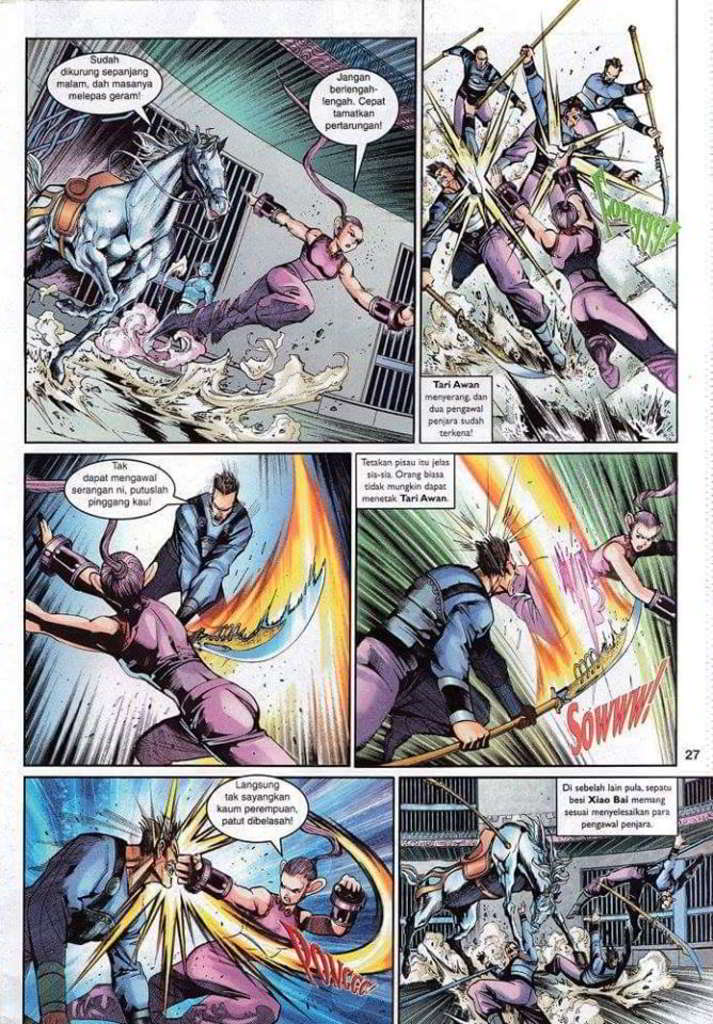 Sudah
dikurung sepanjang
malam, dah masanya
melepas geram!
Jangan
berlengah-
lengah. Cepat
tamatkan
pertarungan!
Congggg!
Tari Awan
menyerang, dan
dua pengawal
penjara sudah
terkena!
Tak
dapat mengawal
serangan ni, putuslah
pinggang kau!
Tetakan pisau itu jelas
sia-sia. Orang biasa
tidak mungkin dapat
menetak Tari Awan.
SOWWW!
27
Langsung
tak sayangkan
kaum perempuan,
patut dibelasah!
PONGGG!
Di sebelah lain pula, sepatu
besi Xiao Bai memang
sesuai menyelesaikan para
pengawal penjara.